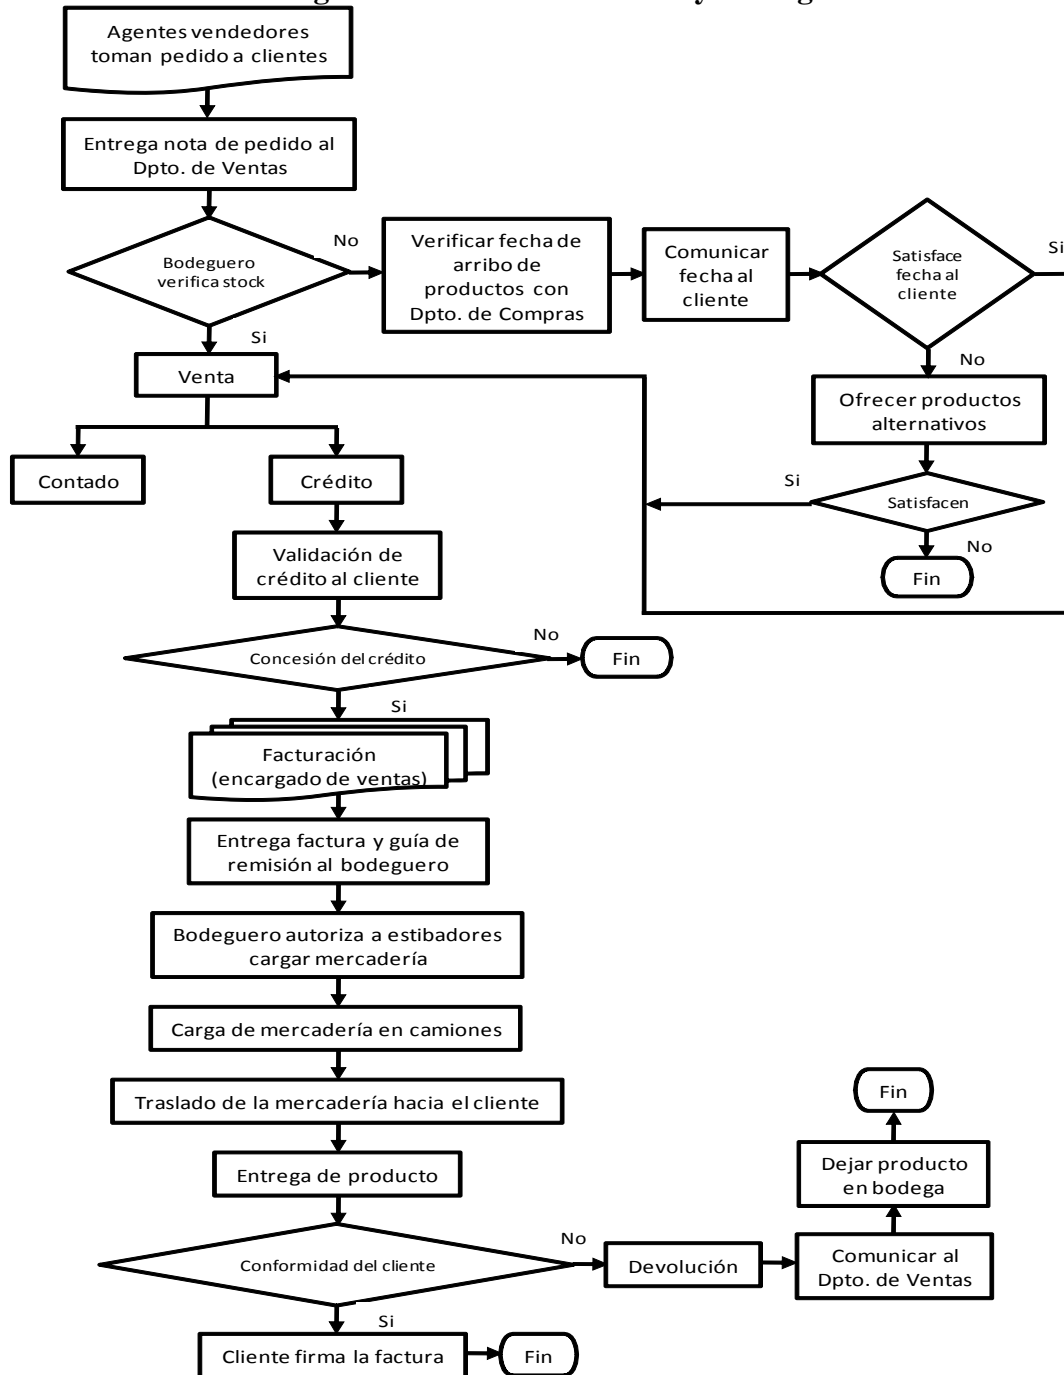 Agentes vendedores
toman pedido a clientes
Entrega nota de pedido al
Dpto. de Ventas
Bodeguero
verifica stock
No
Verificar fecha de
arribo de
productos con
Dpto. de Compras
Comunicar
fecha al
cliente
Satisface
fecha al
cliente
Si
Si
No
Venta
Ofrecer productos
alternativos
Contado
Crédito
Si
Satisfacen
No
Fin
Validación de
crédito al cliente
Concesión del crédito
No
Fin
Si
Facturación
(encargado de ventas)
Entrega factura y guía de
remisión al bodeguero
Bodeguero autoriza a estibadores
cargar mercadería
Carga de mercadería en camiones
Traslado de la mercadería hacia el cliente
Entrega de producto
Conformidad del cliente
No
Devolución
Comunicar al
Dpto. de Ventas
Dejar producto
en bodega
Fin
Si
Cliente firma la factura
Fin